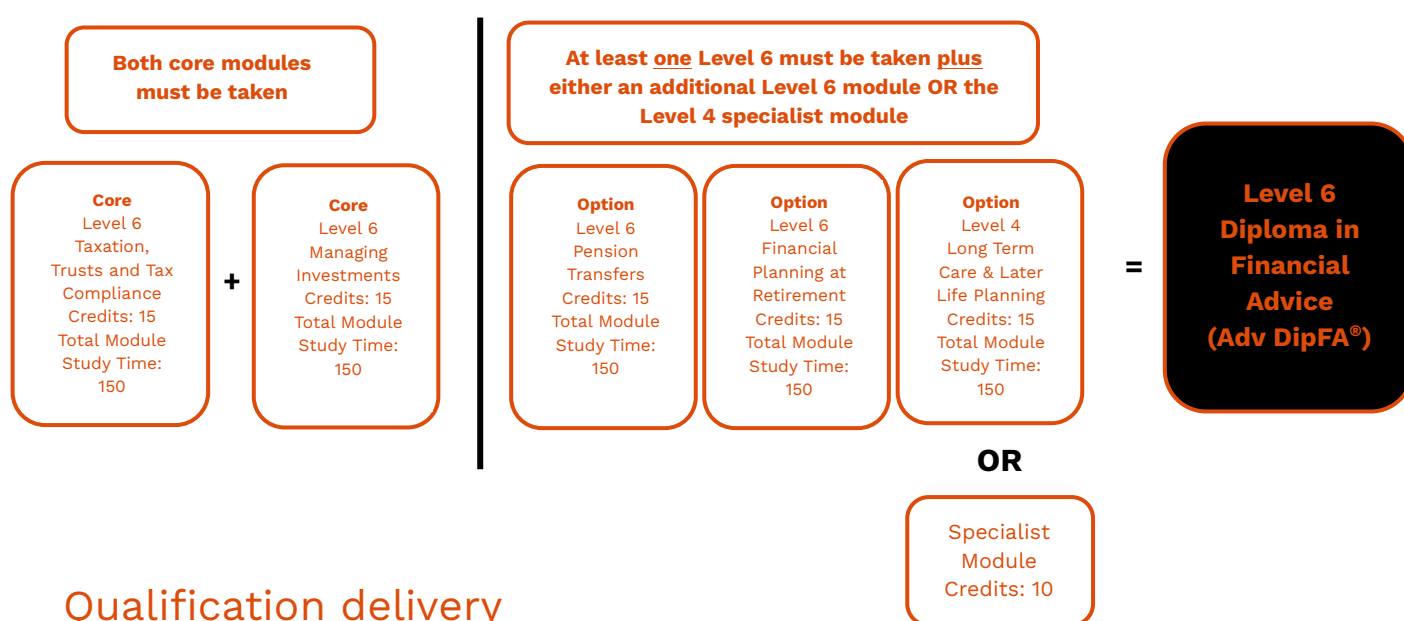 Both core modules
must be taken
At least one Level 6 must be taken plus
either an additional Level 6 module OR the
Level 4 specialist module
Core
Level 6
Taxation,
Trusts and Tax
Compliance
Credits: 15
Total Module
Study Time:
150
+
Core
Level 6
Managing
Investments
Credits: 15
Total Module
Study Time:
150
Option
Level 6
Pension
Transfers
Credits: 15
Total Module
Study Time:
150
Option
Level 6
Financial
Planning at
Retirement
Credits: 15
Total Module
Study Time:
150
Option
Level 4
Long Term
Care & Later
Life Planning
Credits: 15
Total Module
Study Time:
150
=
Level 6
Diploma in
Financial
Advice
(Adv DipFA®)
OR
Specialist
Module
Credits: 10
Qualification delivery